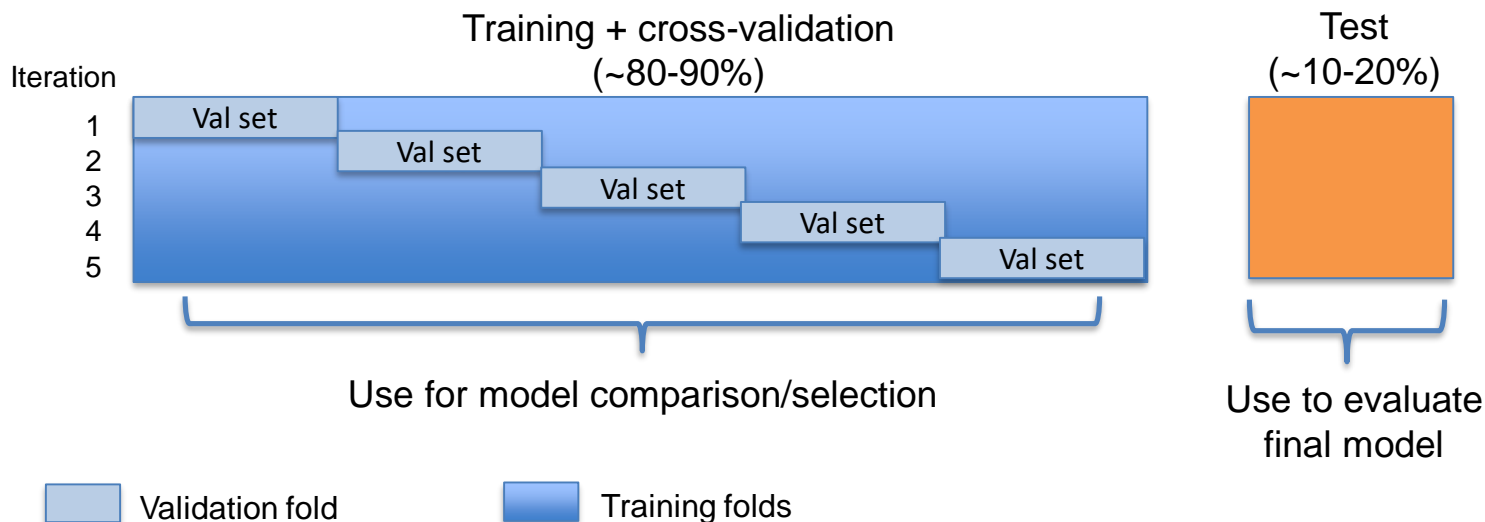 Training + cross-validation
(~80-90%)
Test
(~10-20%)
Iteration
1
Val set
2
Val set
3
Val set
4
Val set
5
Val set
Use for model comparison/selection
Use to evaluate
final model
Validation fold
Training folds